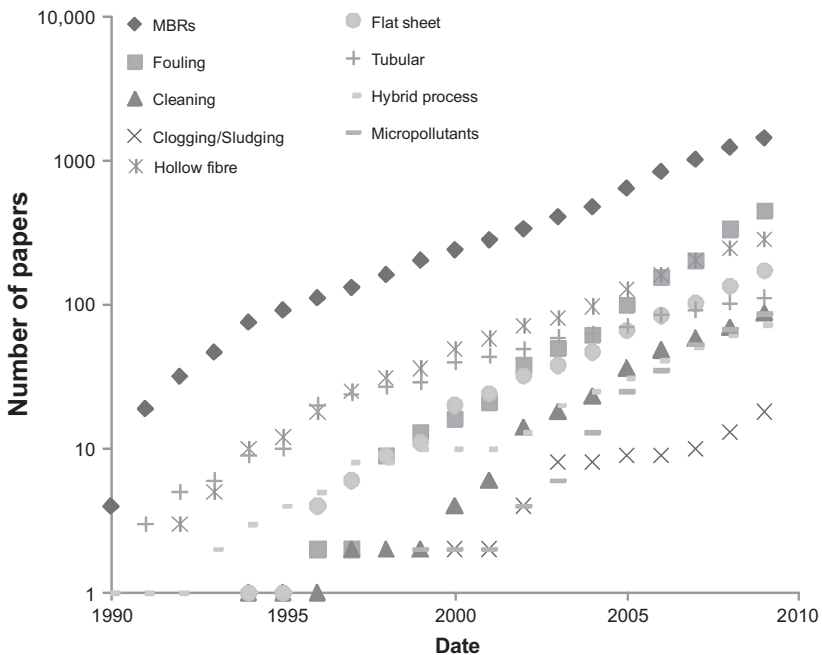 10,000
1000
100
10
1
Number of papers
MBRs
Fouling
Cleaning
Clogging/Sludging
Hollow fibre
Flat sheet
Tubular
Hybrid process
Micropollutants
1990
1995
2000
2005
2010
Date